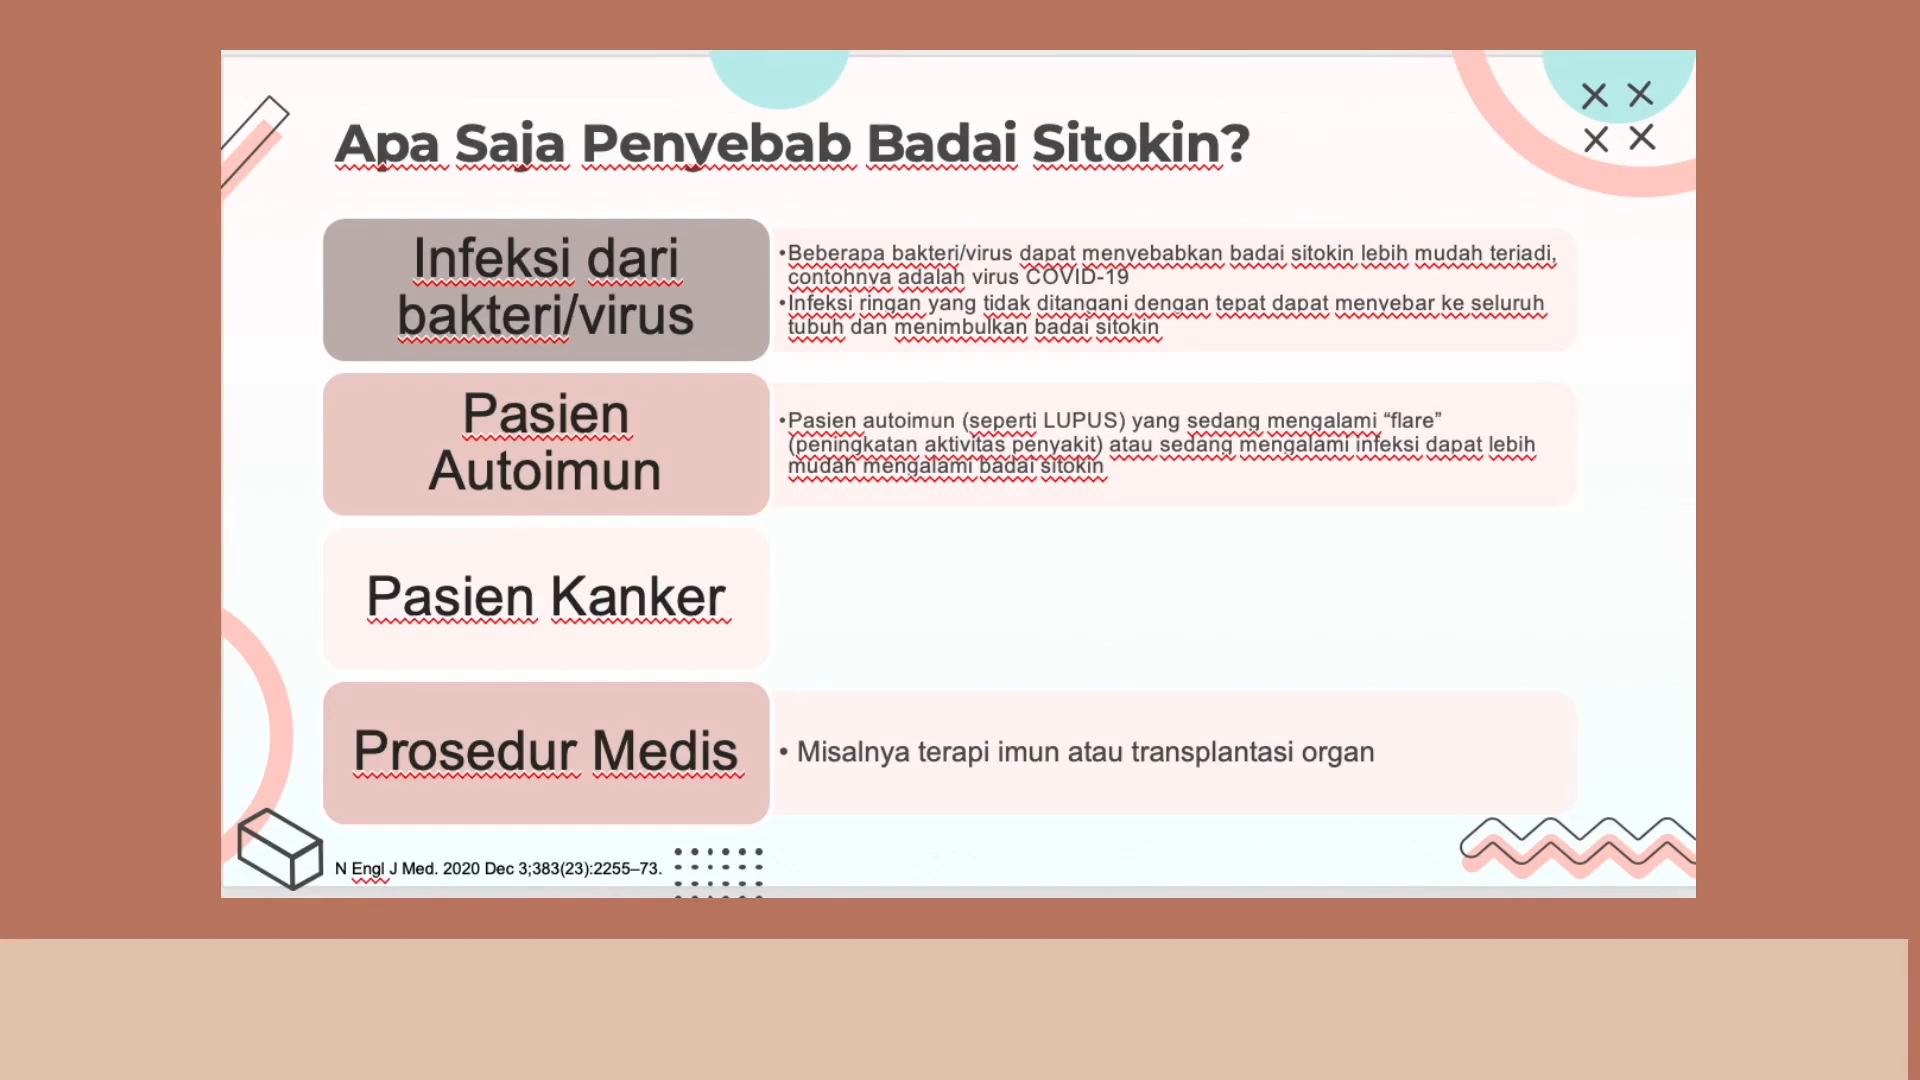 Apa Saja Penyebab Badai Sitokin?
Infeksi dari
bakteri/virus
•Beberapa bakteri/virus dapat menyebabkan badai sitokin lebih mudah terjadi,
contohnya adalah virus COVID-19
•Infeksi ringan yang tidak ditangani dengan tepat dapat menyebar ke seluruh
tubuh dan menimbulkan badai sitokin
Pasien
Autoimun
•Pasien autoimun (seperti LUPUS) yang sedang mengalami “flare”
(peningkatan aktivitas penyakit) atau sedang mengalami infeksi dapat lebih
mudah mengalami badai sitokin
Pasien Kanker
Prosedur Medis
• Misalnya terapi imun atau transplantasi organ
N Engl J Med. 2020 Dec 3;383(23):2255–73.